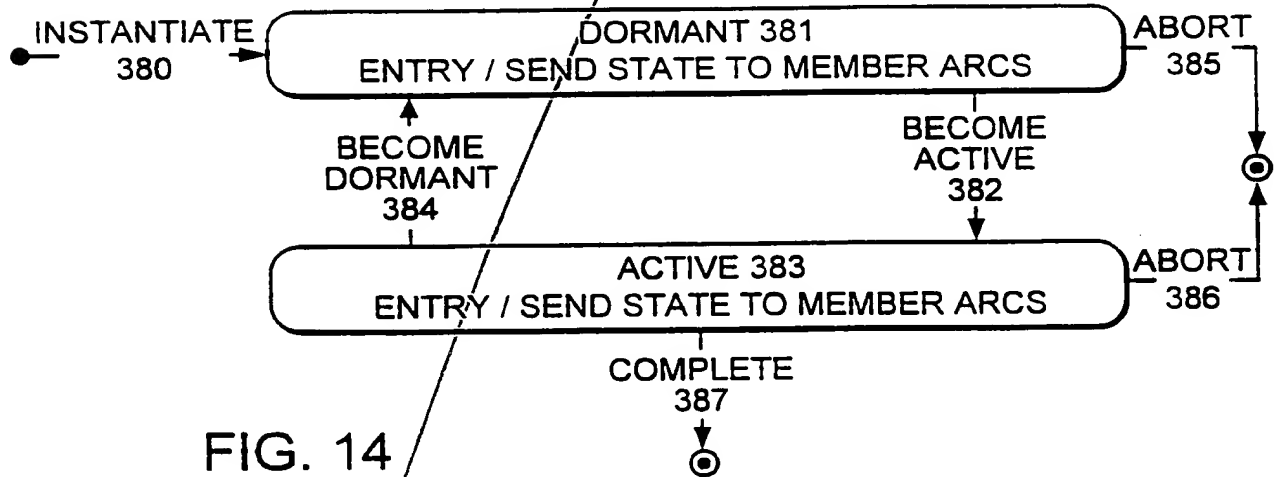 INSTANTIATE
380
DORMANT 381
ENTRY / SEND STATE TO MEMBER ARCS
ABORT
385
BECOME
DORMANT
384
BECOME
ACTIVE
382
ACTIVE 383
ENTRY / SEND STATE TO MEMBER ARCS
ABORT
386
COMPLETE
387
FIG. 14